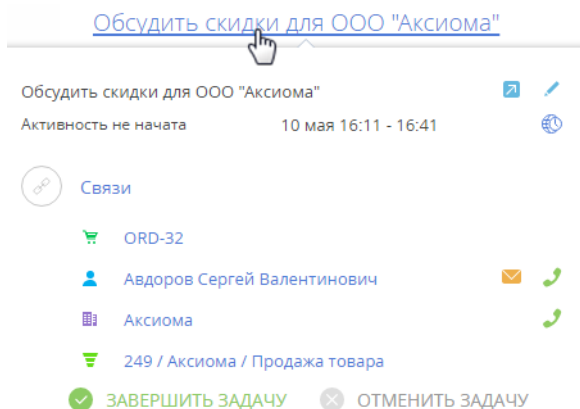 Обсудить скидки для ООО "Аксиома"
Обсудить скидки для ООО "Аксиома"
Активность не начата 10 мая 16:11 - 16:41
Связи
ORD-32
Авдоров Сергей Валентинович
Аксиома
249 / Аксиома / Продажа товара
ЗАВЕРШИТЬ ЗАДАЧУ ОТМЕНИТЬ ЗАДАЧУ